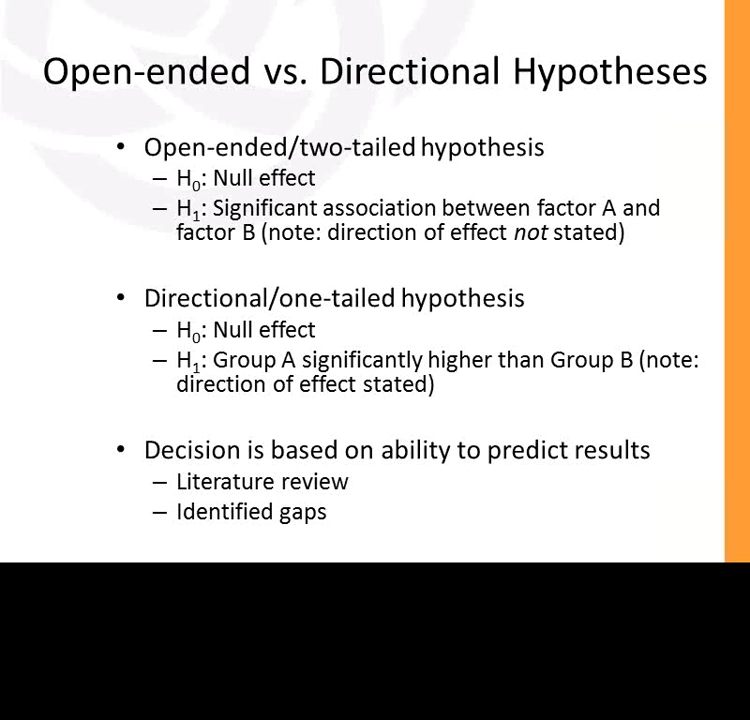 Open-ended vs. Directional Hypotheses
• Open-ended/two-tailed hypothesis
– H₀: Null effect
– H₁: Significant association between factor A and
factor B (note: direction of effect not stated)
• Directional/one-tailed hypothesis
– H₀: Null effect
– H₁: Group A significantly higher than Group B (note:
direction of effect stated)
• Decision is based on ability to predict results
– Literature review
– Identified gaps